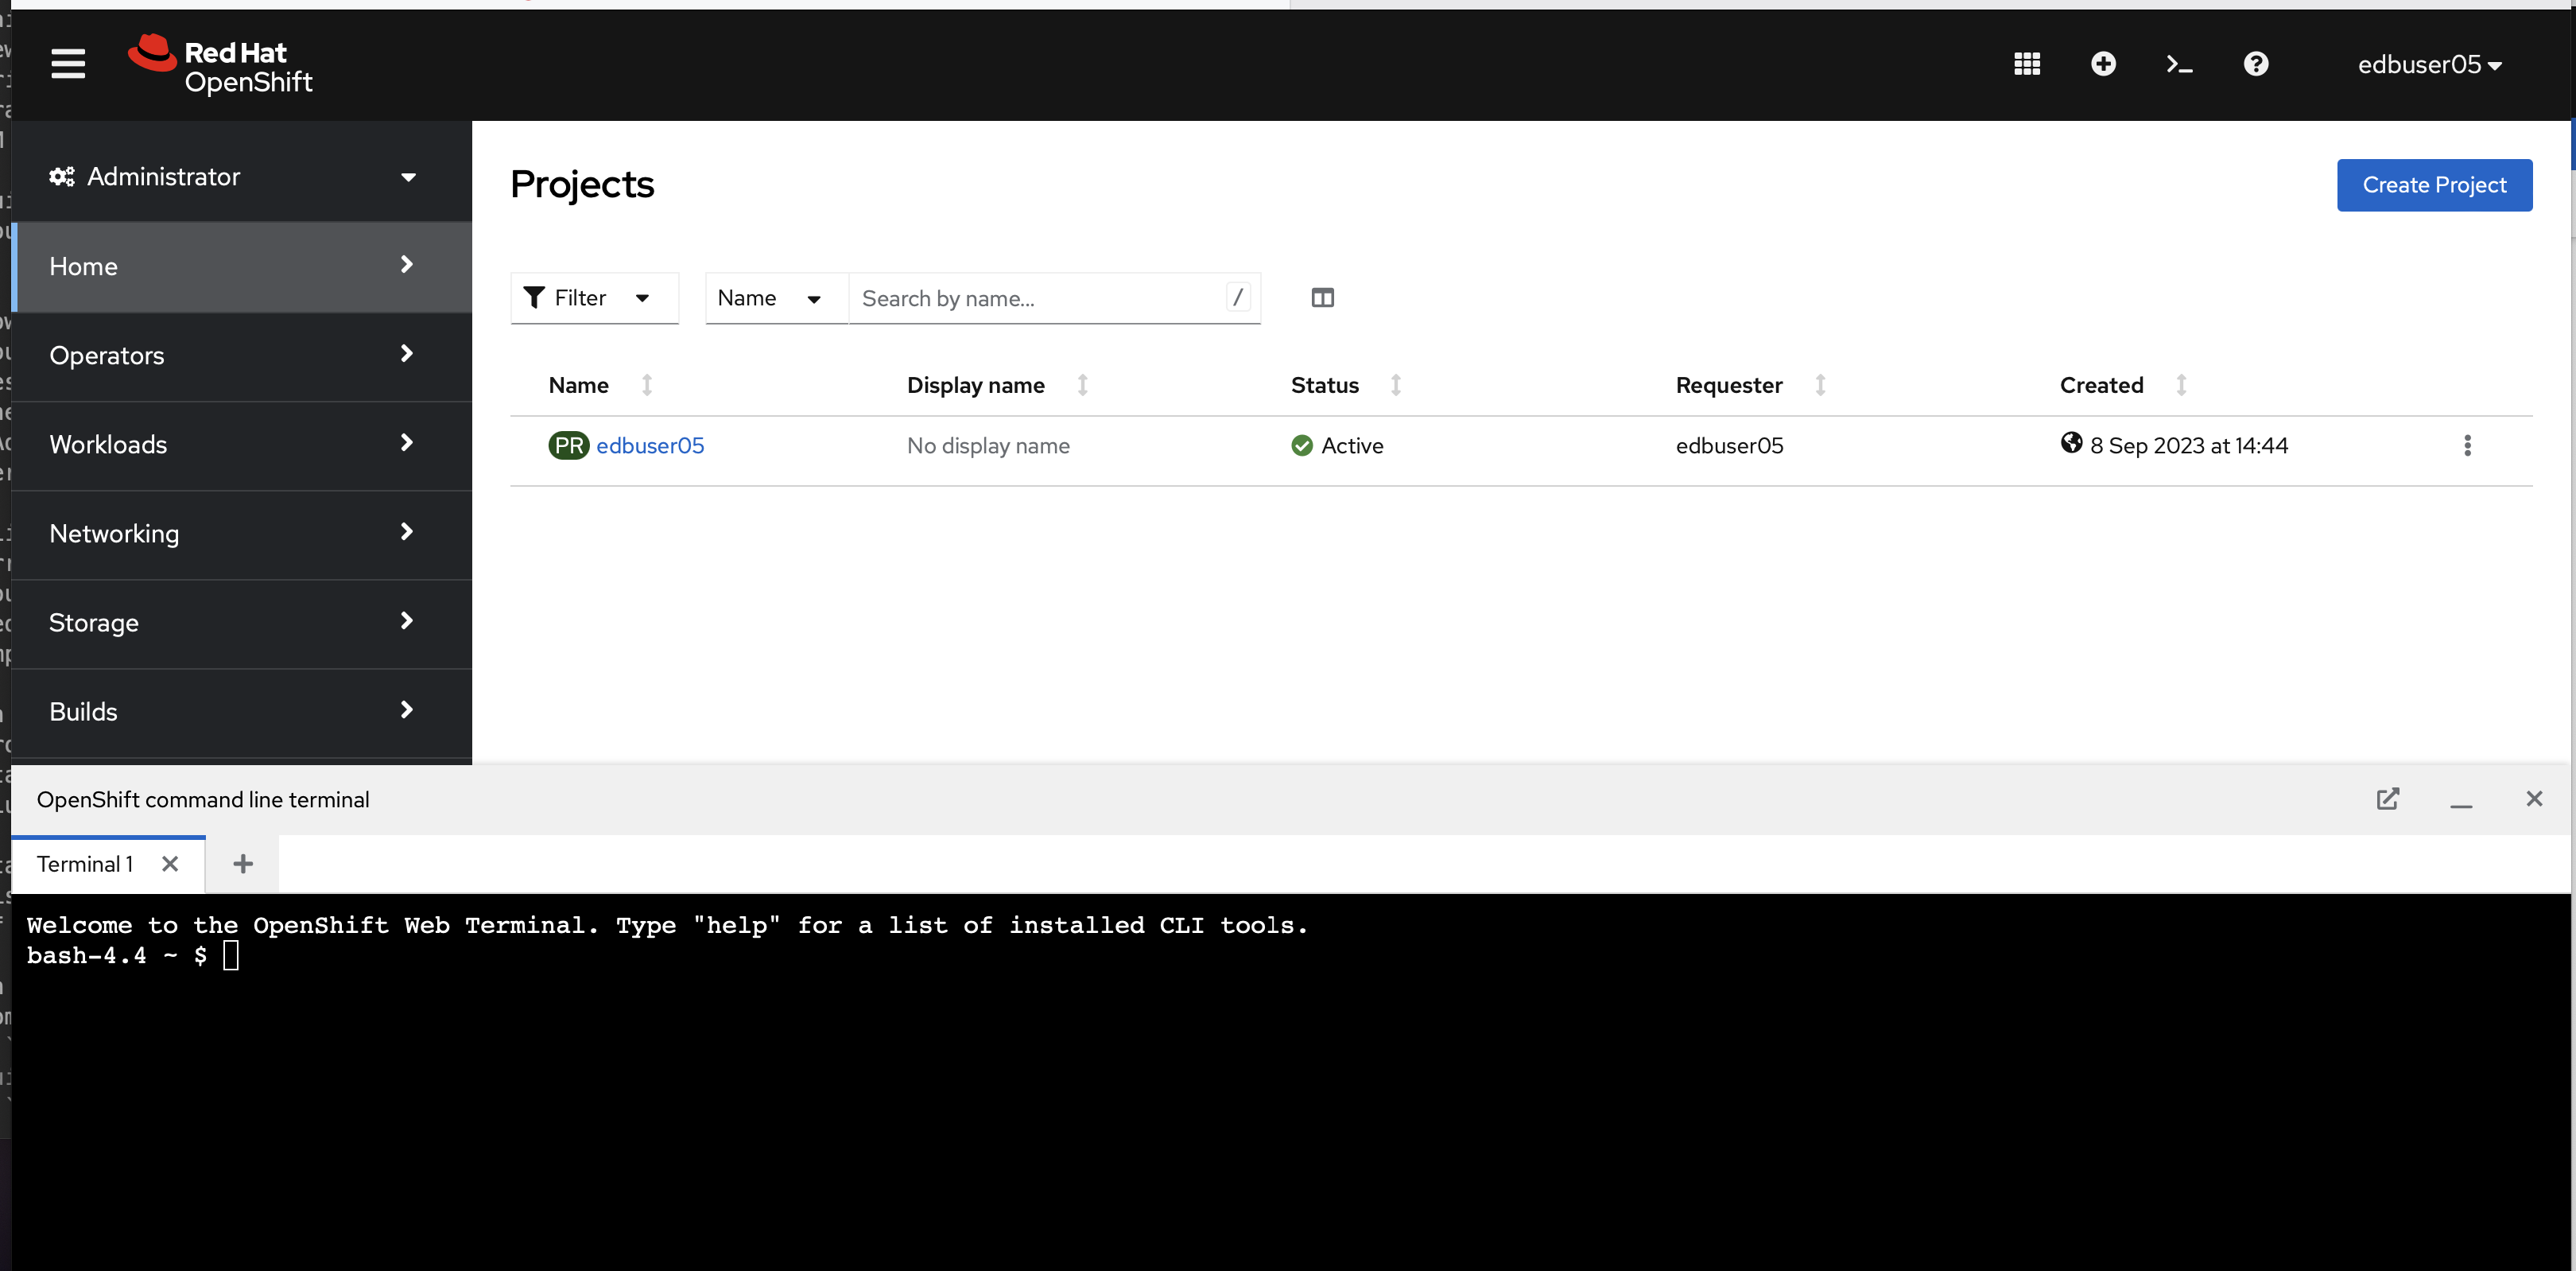 Red Hat
OpenShift
edbuser05
Administrator
Home
Operators
Workloads
Networking
Storage
Builds
Projects
Create Project
Filter
Name
Search by name...
/
Name Display name Status Requester Created
PR edbuser05 No display name Active edbuser05 8 Sep 2023 at 14:44
OpenShift command line terminal
Terminal 1
Welcome to the OpenShift Web Terminal. Type "help" for a list of installed CLI tools.
bash-4.4 ~ $